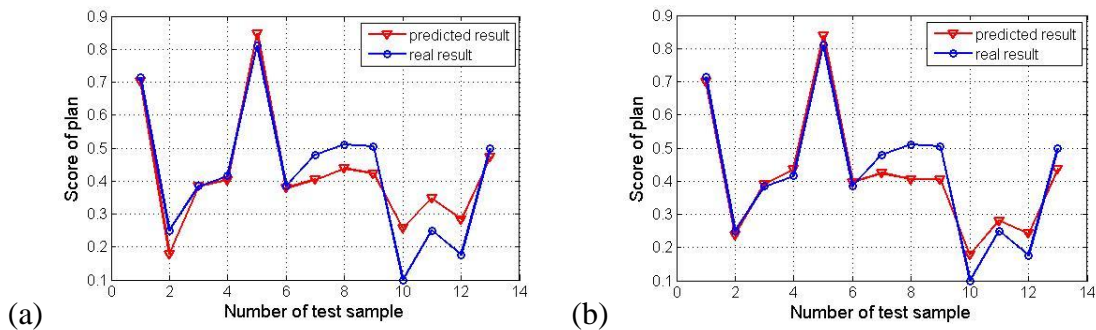 0.9
0.8
0.7
0.6
0.5
0.4
0.3
0.2
0.1
Score of plan
predicted result
real result
0 2 4 6 8 10 12 14
Number of test sample
(a)
0.9
0.8
0.7
0.6
0.5
0.4
0.3
0.2
0.1
Score of plan
predicted result
real result
0 2 4 6 8 10 12 14
Number of test sample
(b)